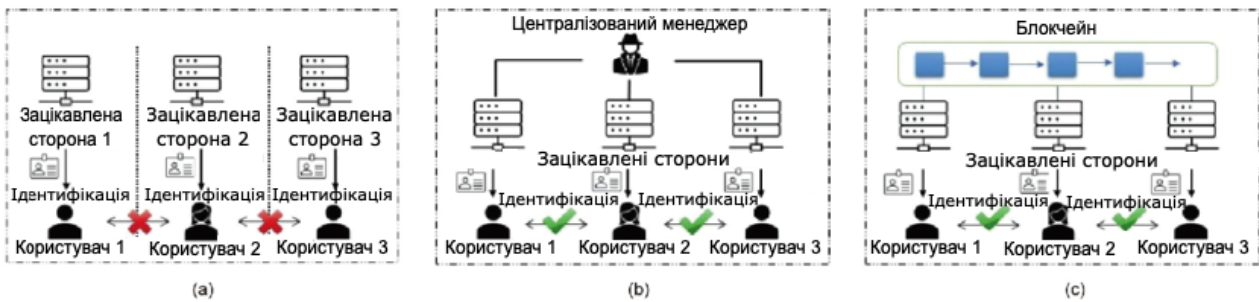 Зацікавлена
сторона 1
Зацікавлена
сторона 2
Зацікавлена
сторона 3
Ідентифікація
Ідентифікація
Ідентифікація
Користувач 1
Користувач 2
Користувач 3
(a)
Централізований менеджер
Зацікавлені сторони
Ідентифікація
Ідентифікація
Користувач 1
Користувач 2
Користувач 3
(b)
Блокчейн
Зацікавлені сторони
Ідентифікація
Ідентифікація
Користувач 1
Користувач 2
Користувач 3
(c)